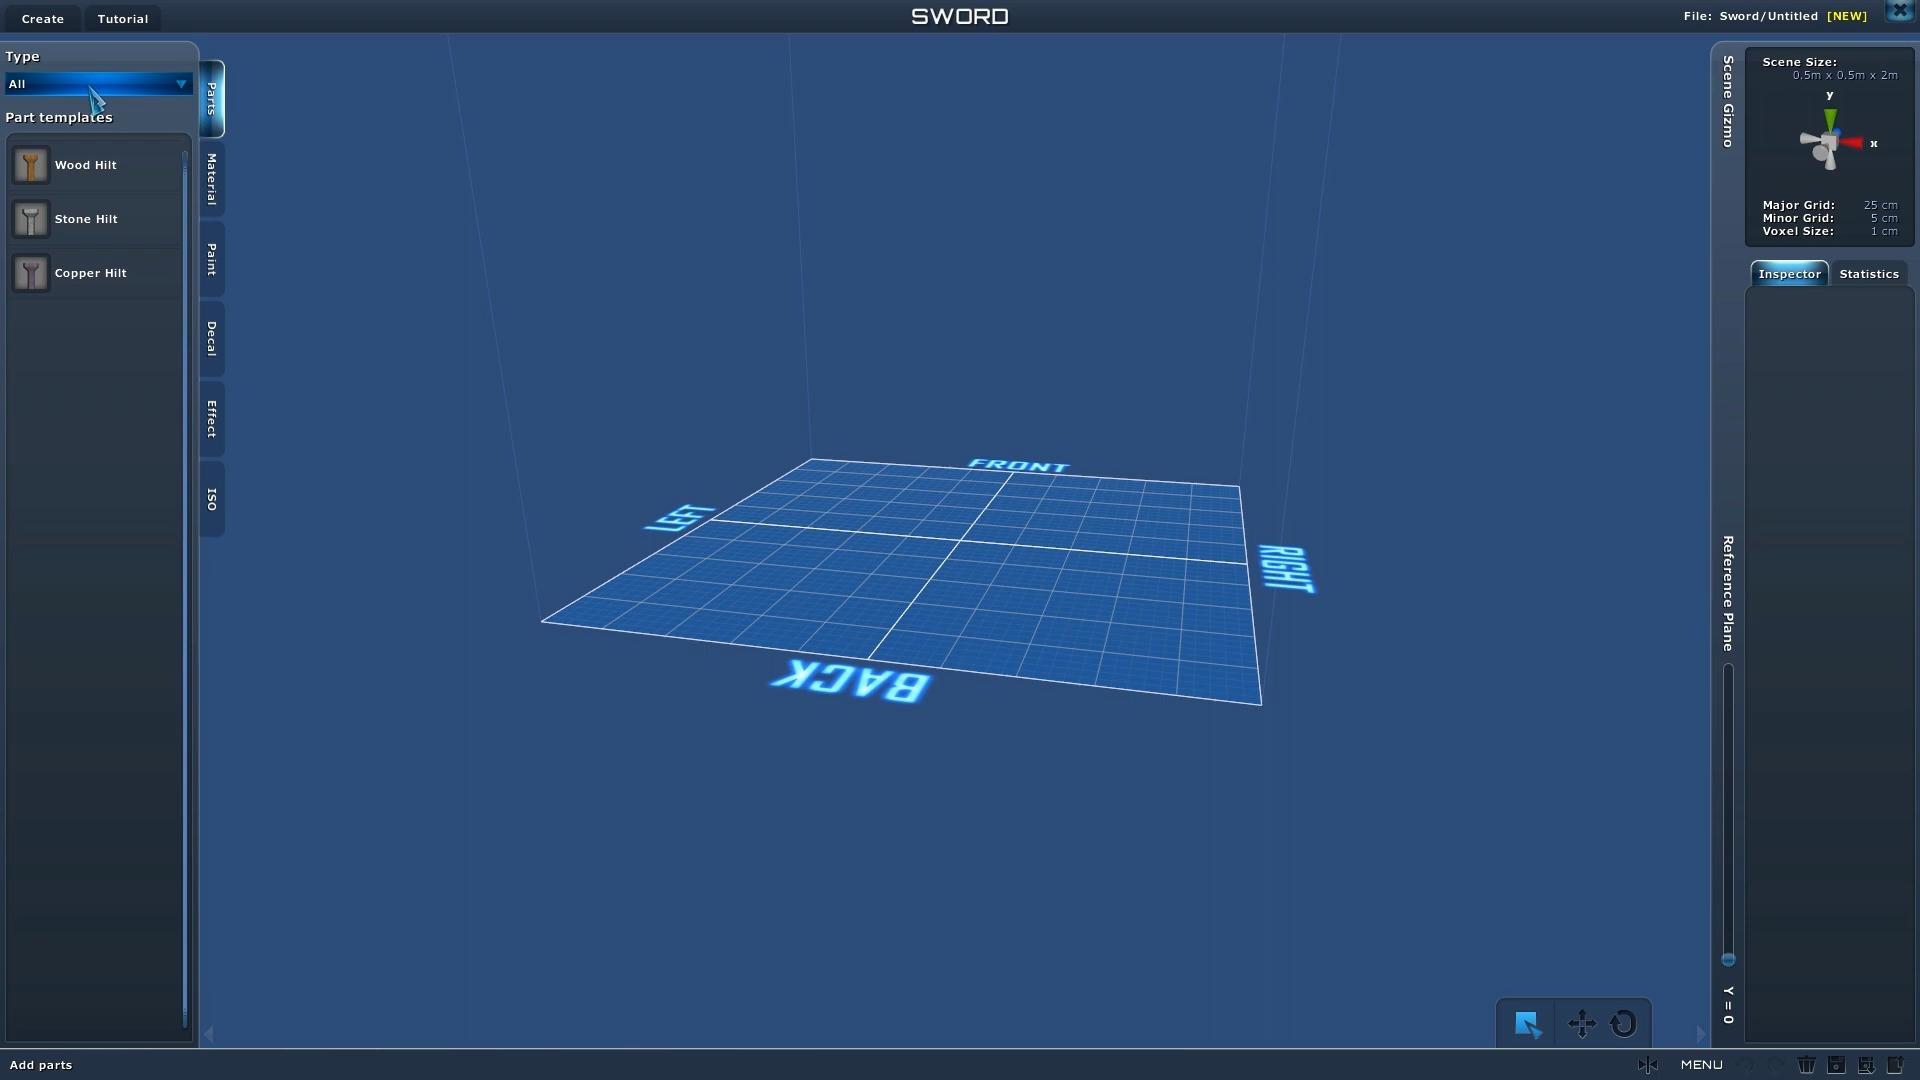 Create
Tutorial
SWORD
File: Sword/Untitled [NEW]
Type
All
Part templates
Wood Hilt
Stone Hilt
Copper Hilt
Parts
Material
Paint
Decal
Effect
ISO
FRONT
LEFT
RIGHT
BACK
Scene Gizmo
Scene Size:
0.5m x 0.5m x 2m
y
x
Major Grid: 25 cm
Minor Grid: 5 cm
Voxel Size: 1 cm
Inspector
Statistics
Reference Plane
Y = 0
Add parts
MENU